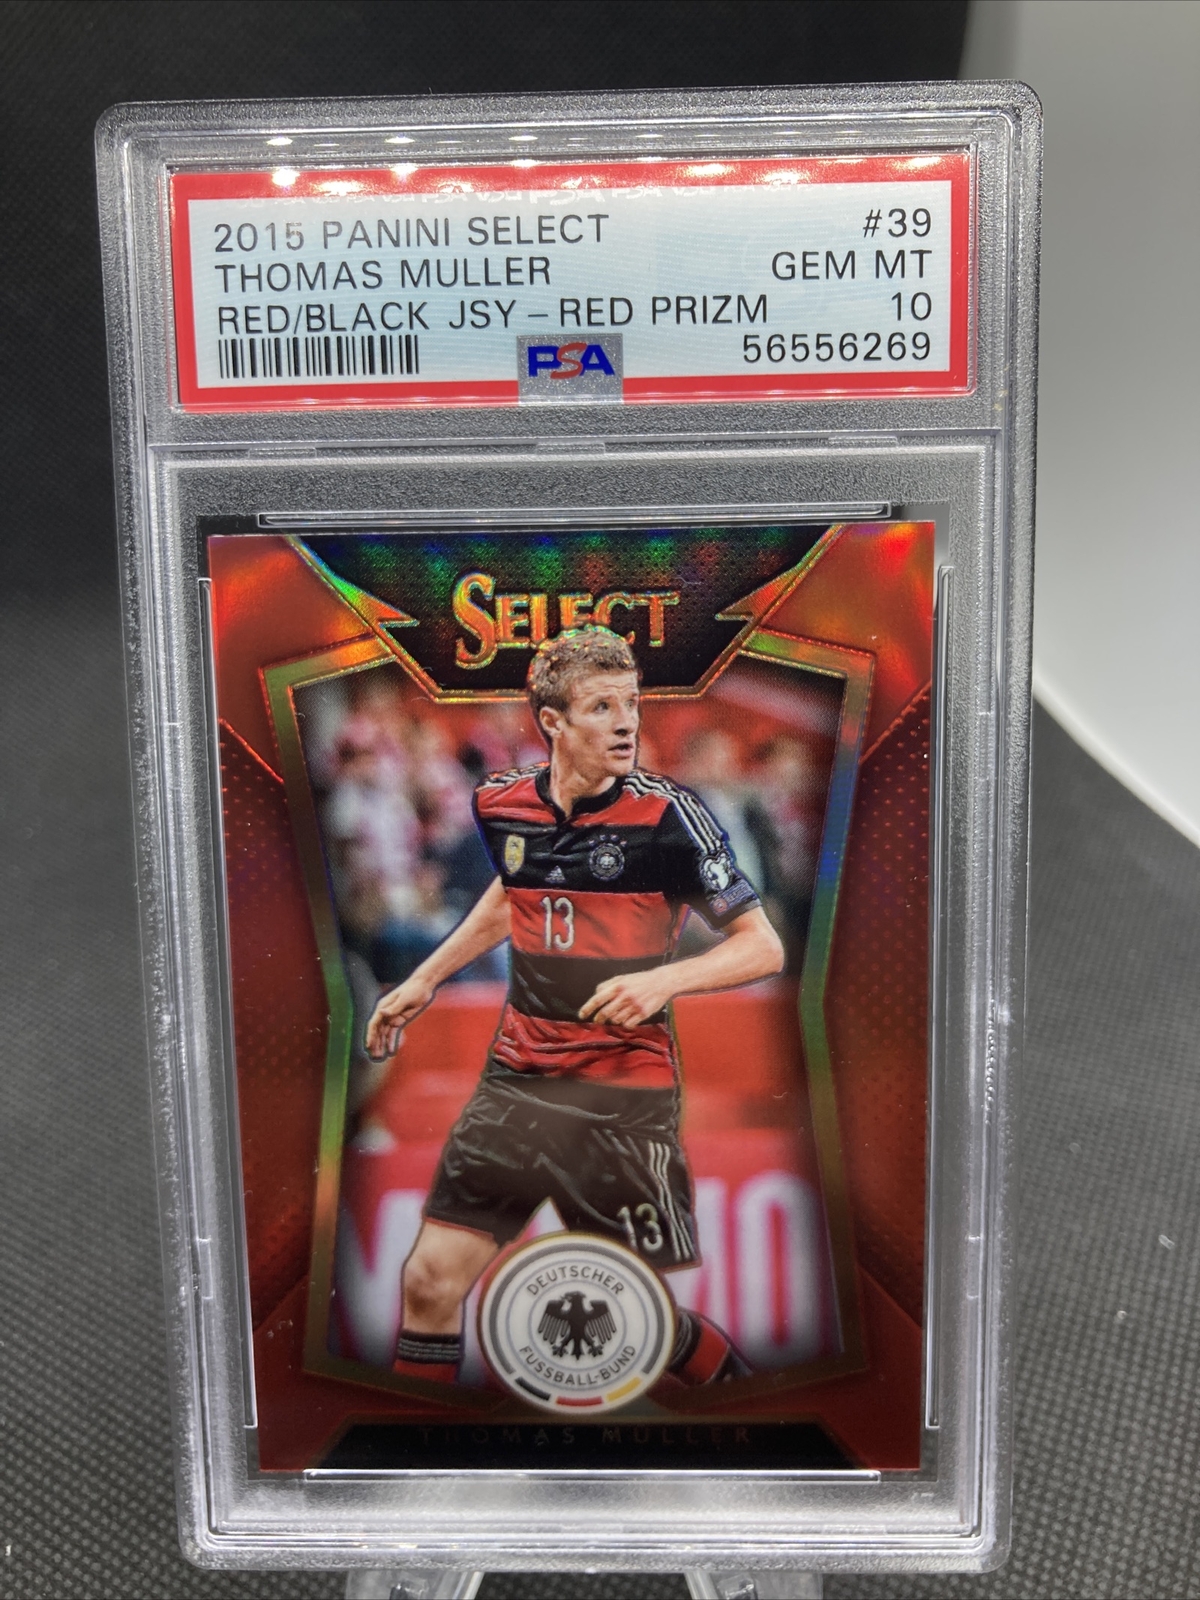 2015 PANINI SELECT #39
THOMAS MULLER GEM MT
RED/BLACK JSY – RED PRIZM 10
PSA 56556269
SELECT
13
13
DEUTSCHER
FUSSBALL-BUND
THOMAS MÜLLER